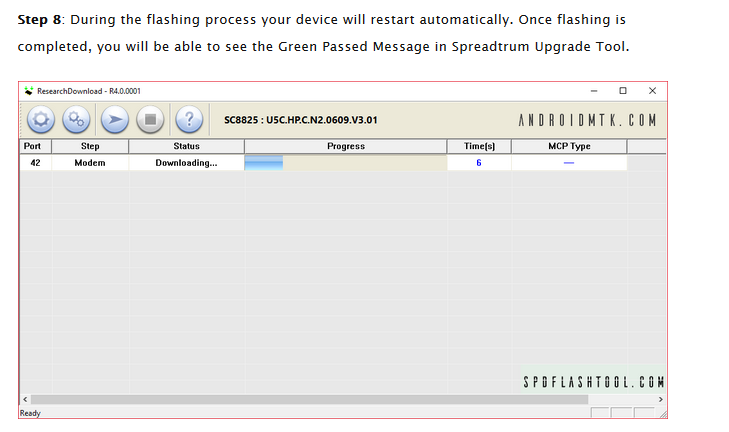 Step 8: During the flashing process your device will restart automatically. Once flashing is
completed, you will be able to see the Green Passed Message in Spreadtrum Upgrade Tool.
ResearchDownload - R4.0.0001
SC8825 : U5C.HP.C.N2.0609.V3.01
ANDROIDMTK.COM
Port Step Status Progress Time(s) MCP Type
42 Modem Downloading... 6 —
SPDFLASHTOOL.COM
Ready